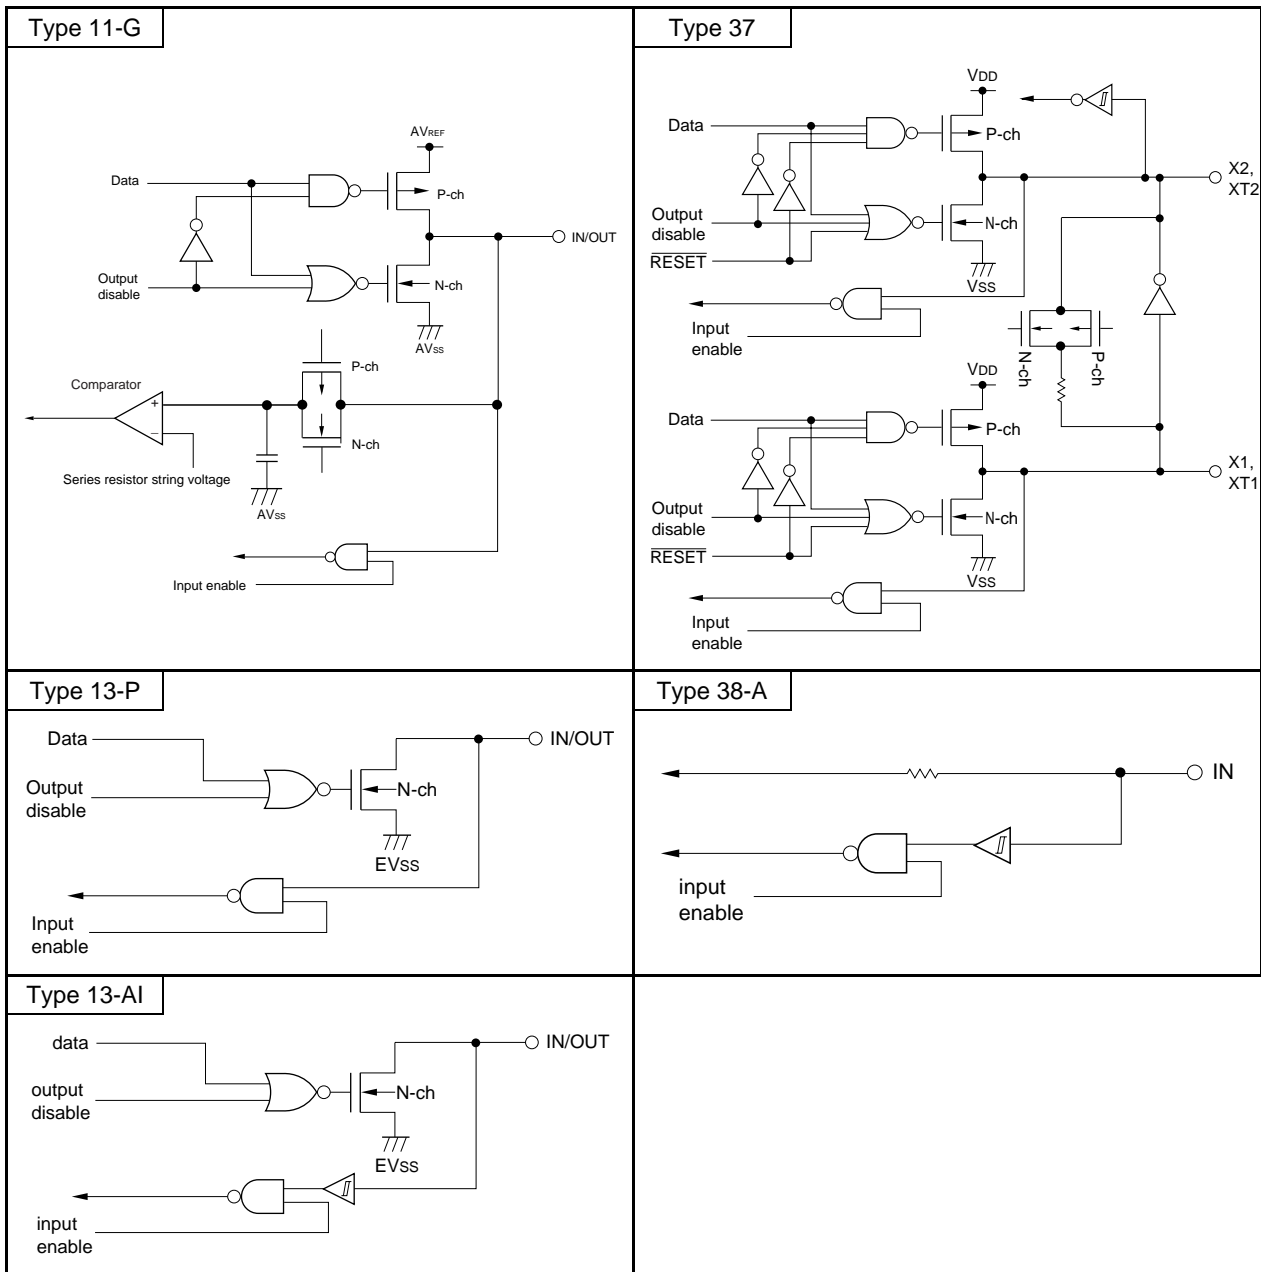 Type 11-G
AVREF
Data
P-ch
IN/OUT
Output
disable
N-ch
AVSS
P-ch
Comparator
+
−
N-ch
Series resistor string voltage
AVSS
Input enable
Type 37
VDD
Data
P-ch
X2,
XT2
Output
disable
N-ch
RESET
VSS
Input
enable
N-ch
P-ch
VDD
Data
P-ch
X1,
XT1
Output
disable
N-ch
RESET
VSS
Input
enable
Type 13-P
Data
IN/OUT
Output
disable
N-ch
EVSS
Input
enable
Type 38-A
IN
input
enable
Type 13-AI
data
IN/OUT
output
disable
N-ch
EVSS
input
enable